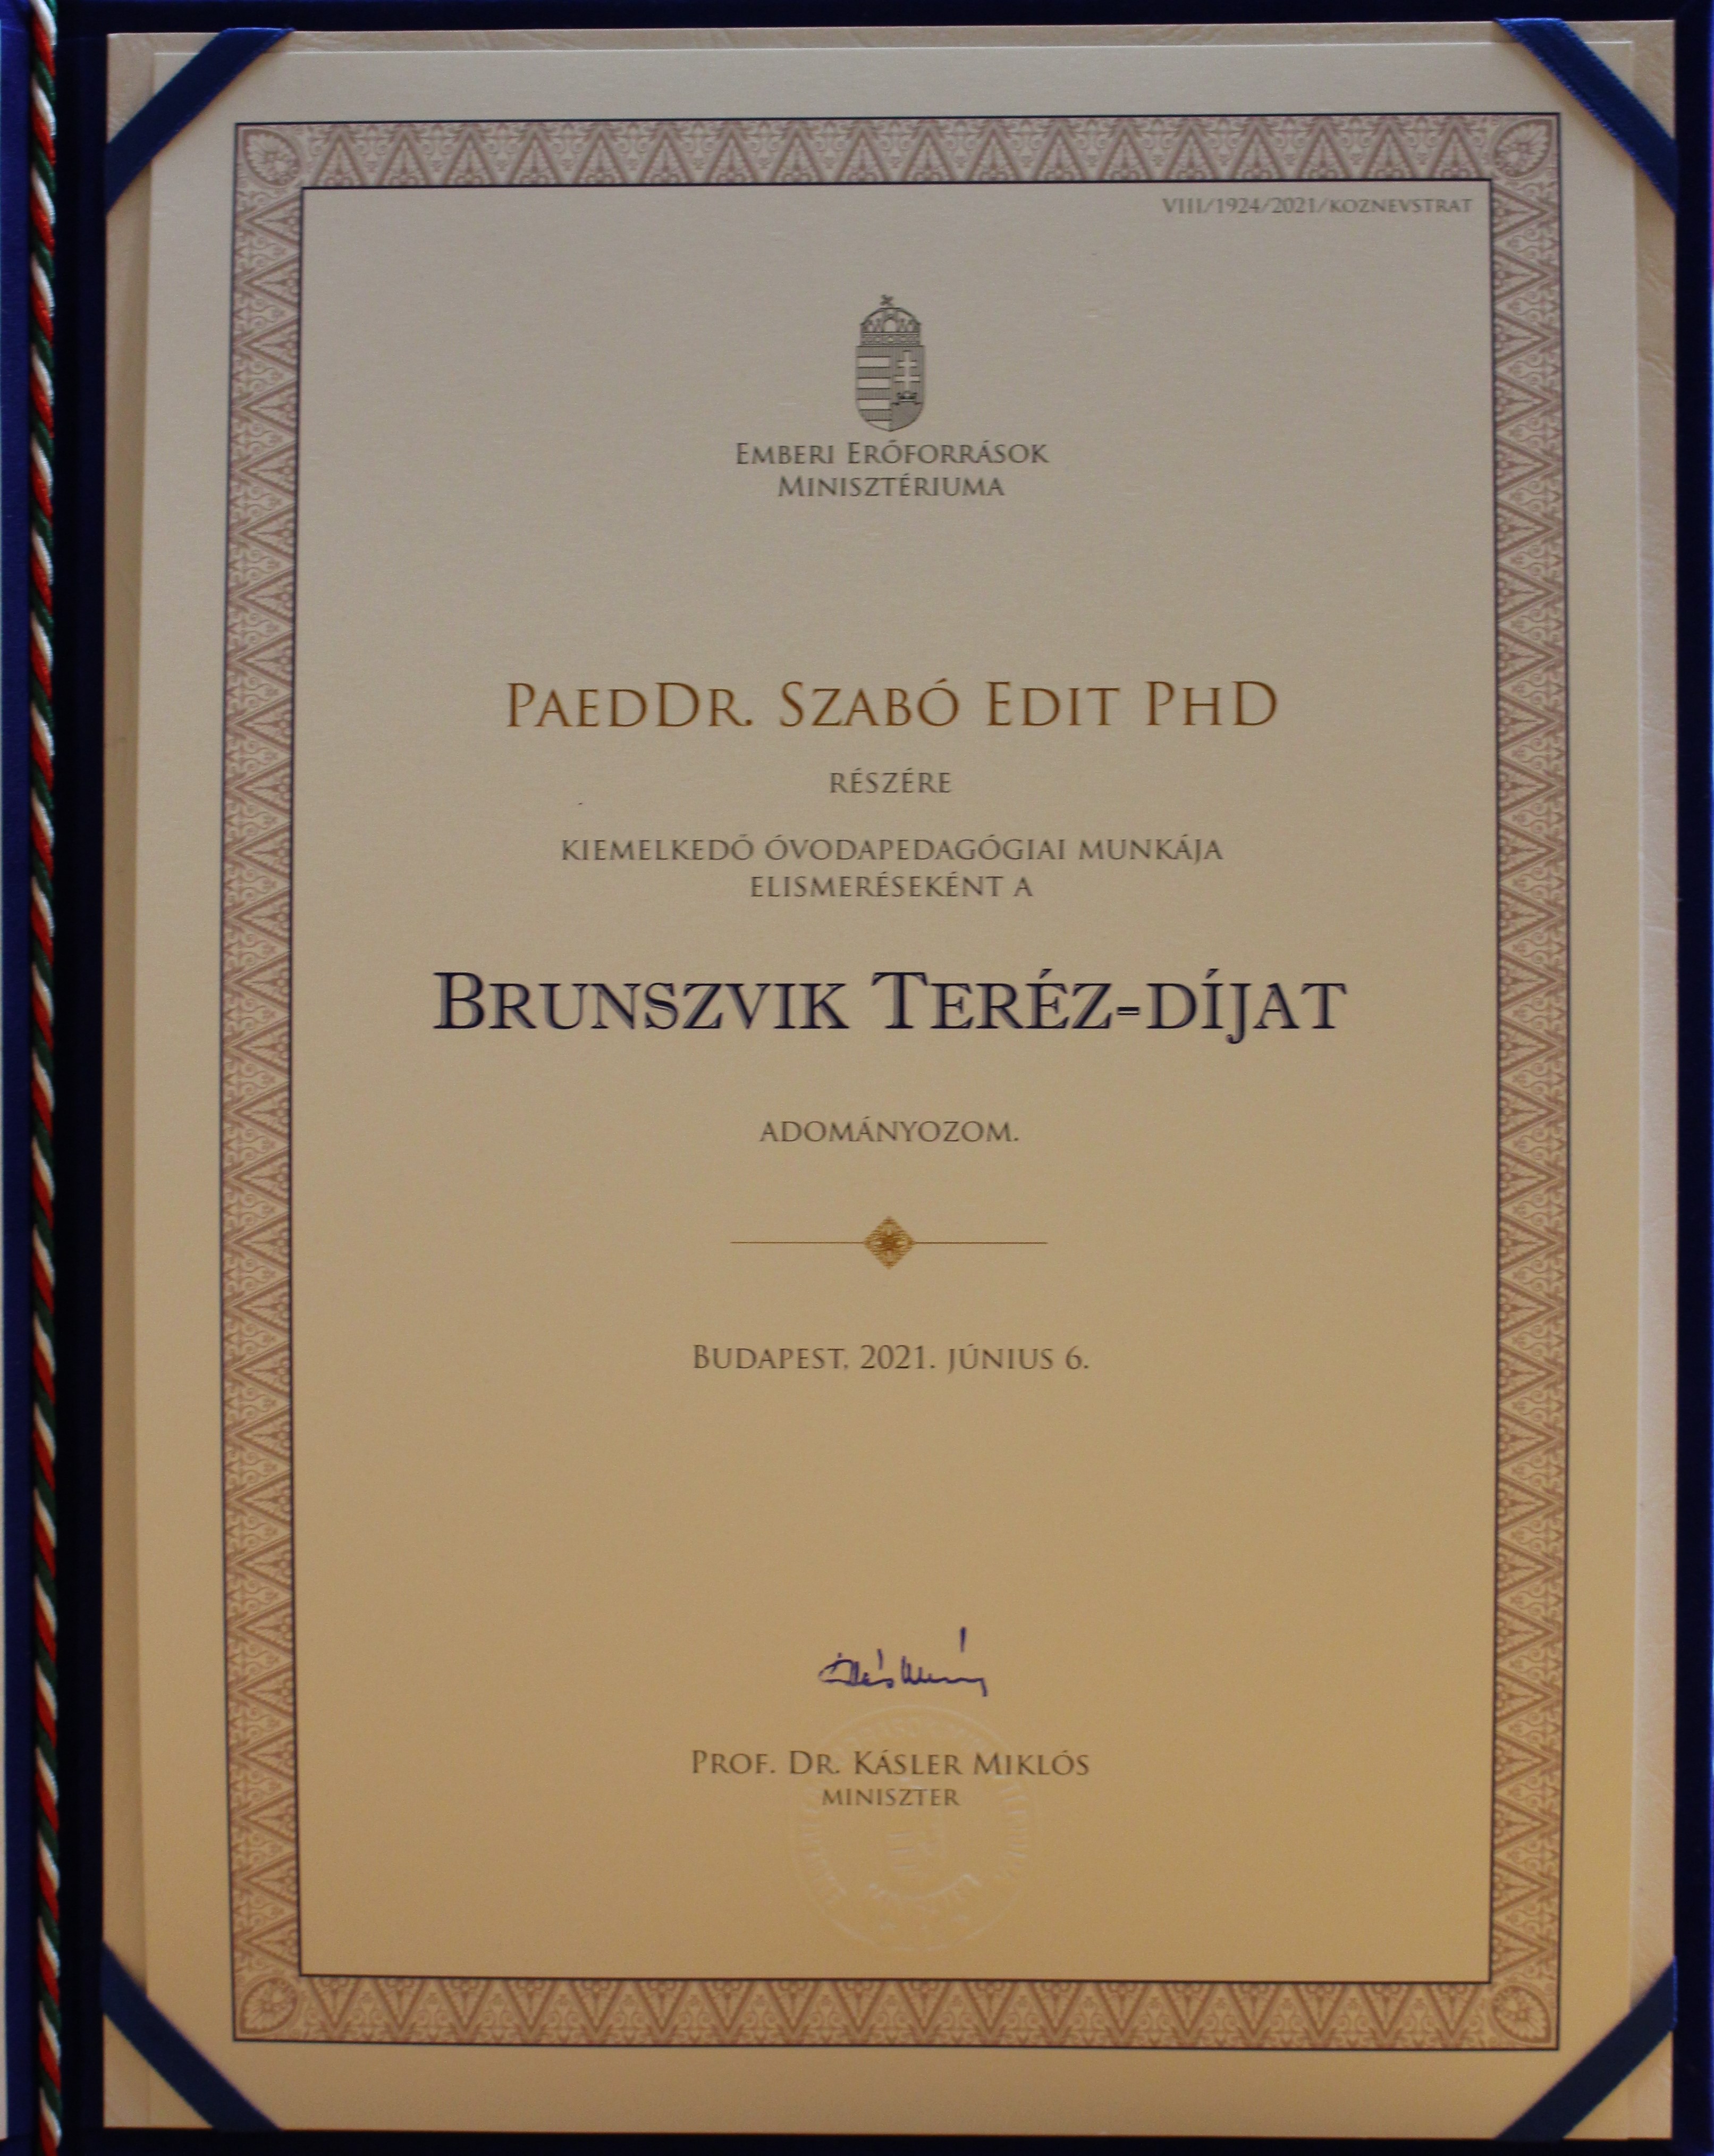 VIII/1924/2021/KOZNEVSTRAT
EMBERI ERŐFORRÁSOK
MINISZTÉRIUMA
PAEDDR. SZABÓ EDIT PHD
RÉSZÉRE
KIEMELKEDŐ ÓVODAPEDAGÓGIAI MUNKÁJA
ELISMERÉSEKÉNT A
BRUNSZVIK TERÉZ-DÍJAT
ADOMÁNYOZOM.
BUDAPEST, 2021. JÚNIUS 6.
PROF. DR. KÁSLER MIKLÓS
MINISZTER